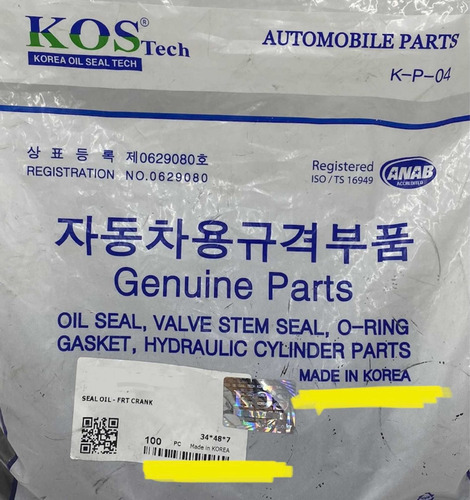 KOS® Tech
KOREA OIL SEAL TECH
AUTOMOBILE PARTS
K-P-04
상 표 등 록 제0629080호
REGISTRATION NO.0629080
Registered
ISO / TS 16949
ANAB
ACCREDITED
자동차용규격부품
Genuine Parts
OIL SEAL, VALVE STEM SEAL, O-RING
GASKET, HYDRAULIC CYLINDER PARTS
MADE IN KOREA
SEAL OIL - FRT CRANK
34*48*7
100 PC Made in KOREA